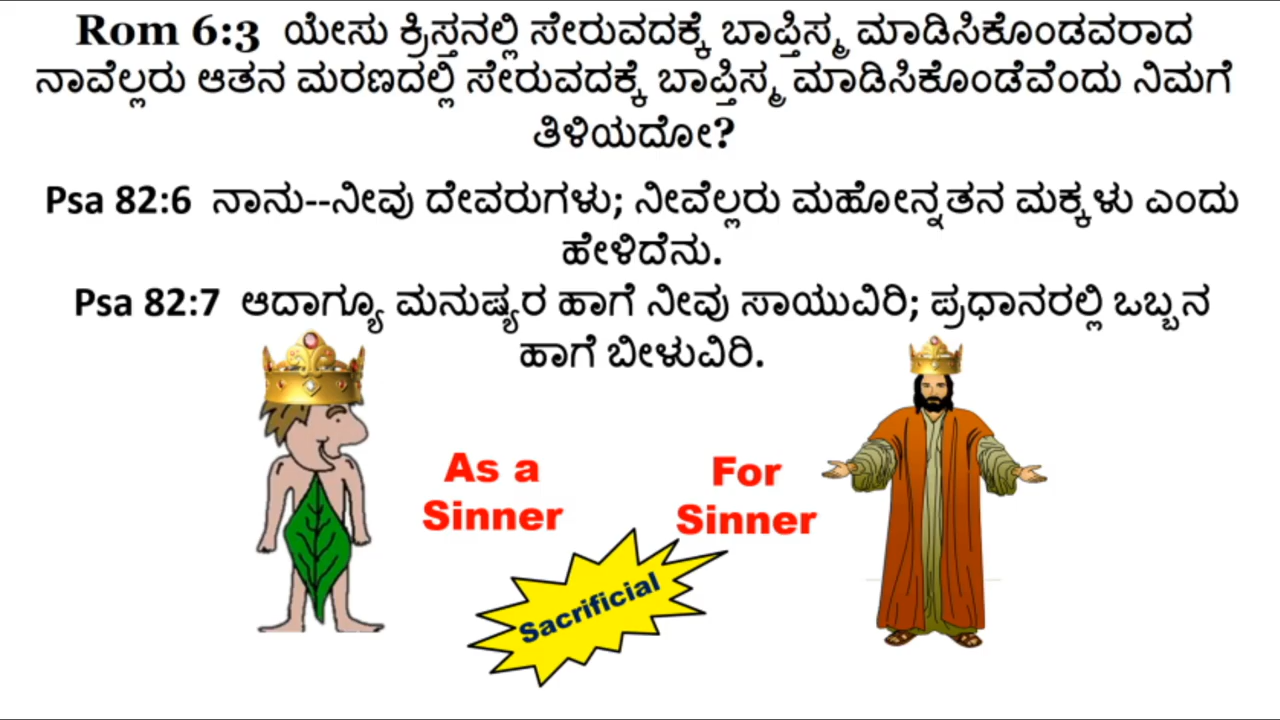 Rom 6:3 ಯೇಸು ಕ್ರಿಸ್ತನಲ್ಲಿ ಸೇರುವದಕ್ಕೆ ಬಾಪ್ತಿಸ್ಮ ಮಾಡಿಸಿಕೊಂಡವರಾದ
ನಾವೆಲ್ಲರು ಆತನ ಮರಣದಲ್ಲಿ ಸೇರುವದಕ್ಕೆ ಬಾಪ್ತಿಸ್ಮ ಮಾಡಿಸಿಕೊಂಡೆವೆಂದು ನಿಮಗೆ
ತಿಳಿಯದೋ?
Psa 82:6 ನಾನು--ನೀವು ದೇವರುಗಳು; ನೀವೆಲ್ಲರು ಮಹೋನ್ನತನ ಮಕ್ಕಳು ಎಂದು
ಹೇಳಿದೆನು.
Psa 82:7 ಆದಾಗ್ಯೂ ಮನುಷ್ಯರ ಹಾಗೆ ನೀವು ಸಾಯುವಿರಿ; ಪ್ರಧಾನರಲ್ಲಿ ಒಬ್ಬನ
ಹಾಗೆ ಬೀಳುವಿರಿ.
As a
Sinner
For
Sinner
Sacrificial